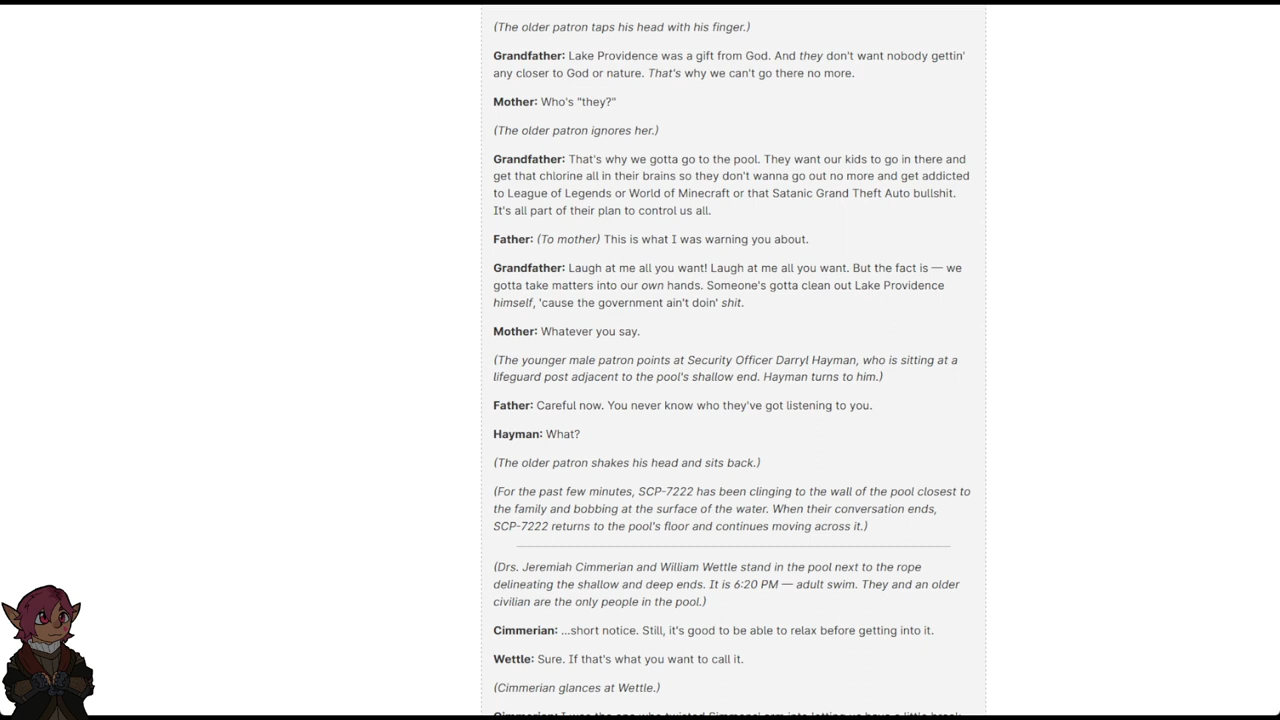 (The older patron taps his head with his finger.)
Grandfather: Lake Providence was a gift from God. And they don't want nobody gettin'
any closer to God or nature. That's why we can't go there no more.
Mother: Who's "they?"
(The older patron ignores her.)
Grandfather: That's why we gotta go to the pool. They want our kids to go in there and
get that chlorine all in their brains so they don't wanna go out no more and get addicted
to League of Legends or World of Minecraft or that Satanic Grand Theft Auto bullshit.
It's all part of their plan to control us all.
Father: (To mother) This is what I was warning you about.
Grandfather: Laugh at me all you want! Laugh at me all you want. But the fact is — we
gotta take matters into our own hands. Someone's gotta clean out Lake Providence
himself, 'cause the government ain't doin' shit.
Mother: Whatever you say.
(The younger male patron points at Security Officer Darryl Hayman, who is sitting at a
lifeguard post adjacent to the pool's shallow end. Hayman turns to him.)
Father: Careful now. You never know who they've got listening to you.
Hayman: What?
(The older patron shakes his head and sits back.)
(For the past few minutes, SCP-7222 has been clinging to the wall of the pool closest to
the family and bobbing at the surface of the water. When their conversation ends,
SCP-7222 returns to the pool's floor and continues moving across it.)
(Drs. Jeremiah Cimmerian and William Wettle stand in the pool next to the rope
delineating the shallow and deep ends. It is 6:20 PM — adult swim. They and an older
civilian are the only people in the pool.)
Cimmerian: ...short notice. Still, it's good to be able to relax before getting into it.
Wettle: Sure. If that's what you want to call it.
(Cimmerian glances at Wettle.)